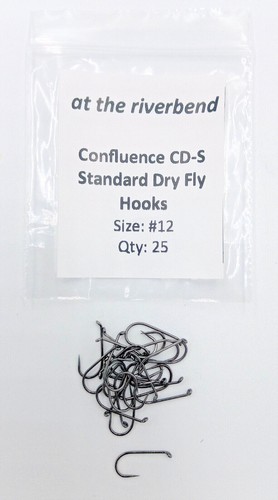 at the riverbend
Confluence CD-S
Standard Dry Fly
Hooks
Size: #12
Qty: 25